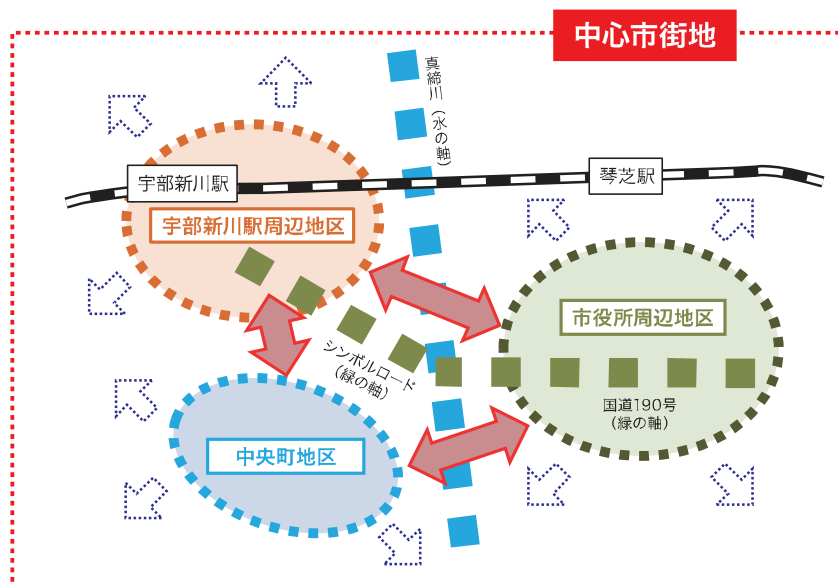 中心市街地
真締川（水の軸）
宇部新川駅
琴芝駅
宇部新川駅周辺地区
市役所周辺地区
シンボルロード
（緑の軸）
国道190号
（緑の軸）
中央町地区